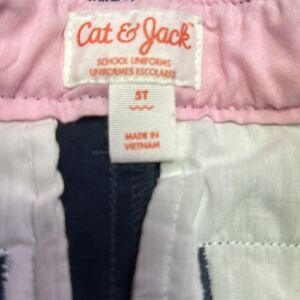 Cat & Jack
SCHOOL UNIFORMS
UNIFORMES ESCOLARES
5T
MADE IN
VIETNAM